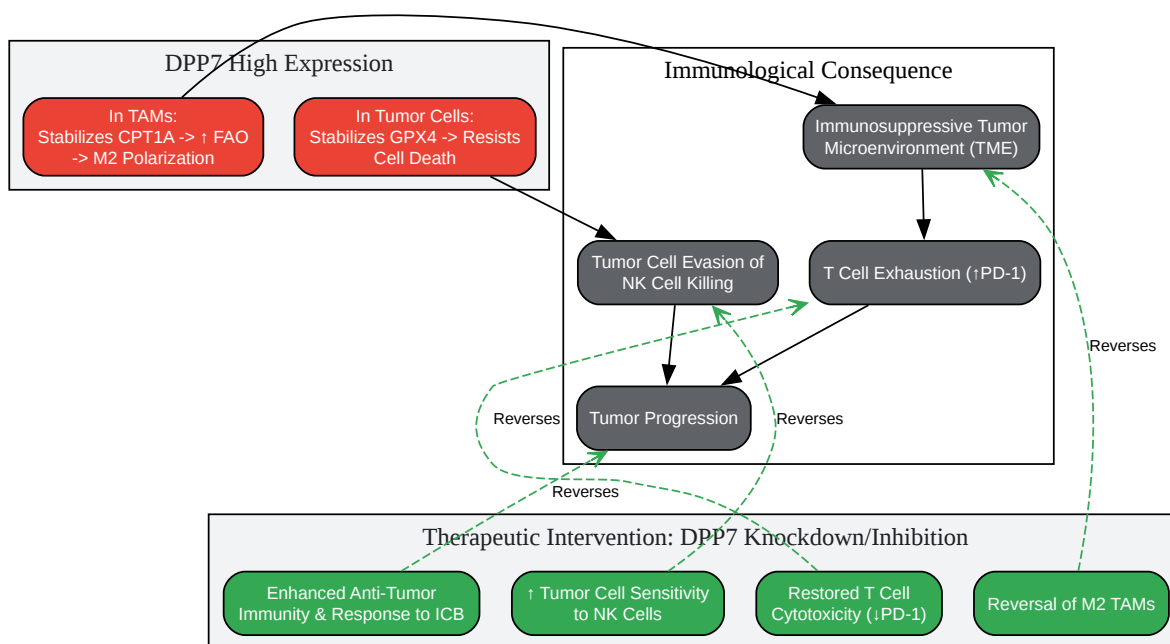 DPP7 High Expression
In TAMs:
Stabilizes CPT1A -> ↑ FAO
-> M2 Polarization
In Tumor Cells:
Stabilizes GPX4 -> Resists
Cell Death
Immunological Consequence
Immunosuppressive Tumor
Microenvironment (TME)
Tumor Cell Evasion of
NK Cell Killing
T Cell Exhaustion (↑PD-1)
Reverses
Tumor Progression
Reverses
Reverses
Reverses
Therapeutic Intervention: DPP7 Knockdown/Inhibition
Enhanced Anti-Tumor
Immunity & Response to ICB
↑ Tumor Cell Sensitivity
to NK Cells
Restored T Cell
Cytotoxicity (↓PD-1)
Reversal of M2 TAMs